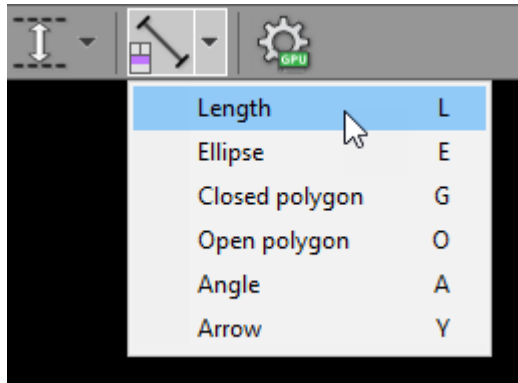 GPU
Length L
Ellipse E
Closed polygon G
Open polygon O
Angle A
Arrow Y